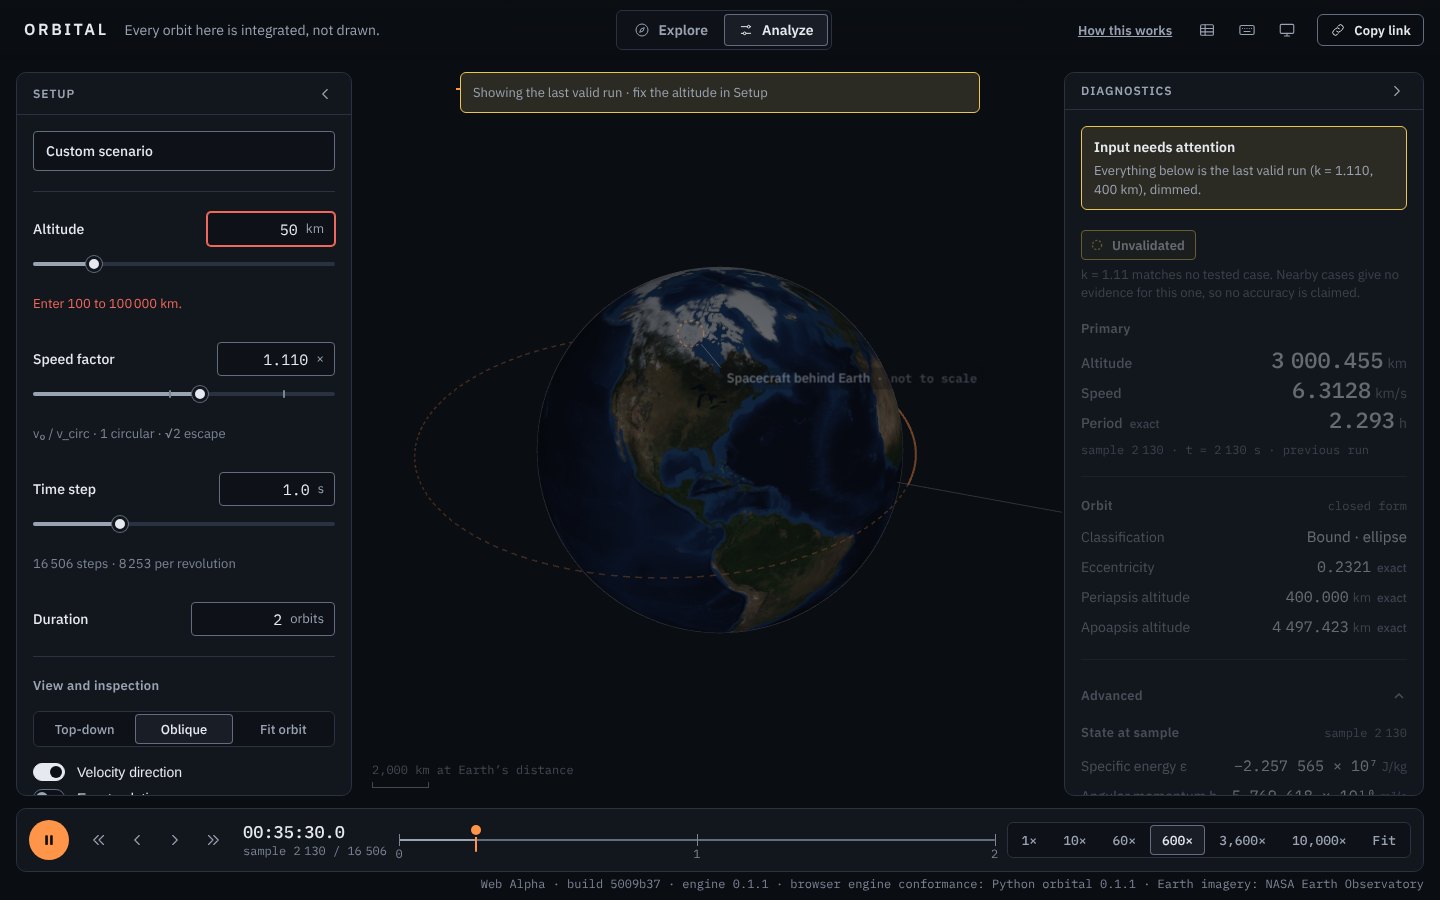 ORBITAL
Every orbit here is integrated, not drawn.
Explore
Analyze
How this works
Copy link
SETUP
Custom scenario
Altitude
50 km
Enter 100 to 100 000 km.
Speed factor
1.110 ×
v₀ / v_circ · 1 circular · √2 escape
Time step
1.0 s
16 506 steps · 8 253 per revolution
Duration
2 orbits
View and inspection
Top-down
Oblique
Fit orbit
Velocity direction
Showing the last valid run · fix the altitude in Setup
Spacecraft behind Earth · not to scale
2,000 km at Earth's distance
DIAGNOSTICS
Input needs attention
Everything below is the last valid run (k = 1.110,
400 km), dimmed.
Unvalidated
k = 1.11 matches no tested case. Nearby cases give no
evidence for this one, so no accuracy is claimed.
Primary
Altitude 3 000.455 km
Speed 6.3128 km/s
Period exact 2.293 h
sample 2 130 · t = 2 130 s · previous run
Orbit closed form
Classification Bound · ellipse
Eccentricity 0.2321 exact
Periapsis altitude 400.000 km exact
Apoapsis altitude 4 497.423 km exact
Advanced
State at sample sample 2 130
Specific energy ε −2.257 565 × 10⁷ J/kg
00:35:30.0
sample 2 130 / 16 506
0
1
2
1×
10×
60×
600×
3,600×
10,000×
Fit
Web Alpha · build 5009b37 · engine 0.1.1 · browser engine conformance: Python orbital 0.1.1 · Earth imagery: NASA Earth Observatory